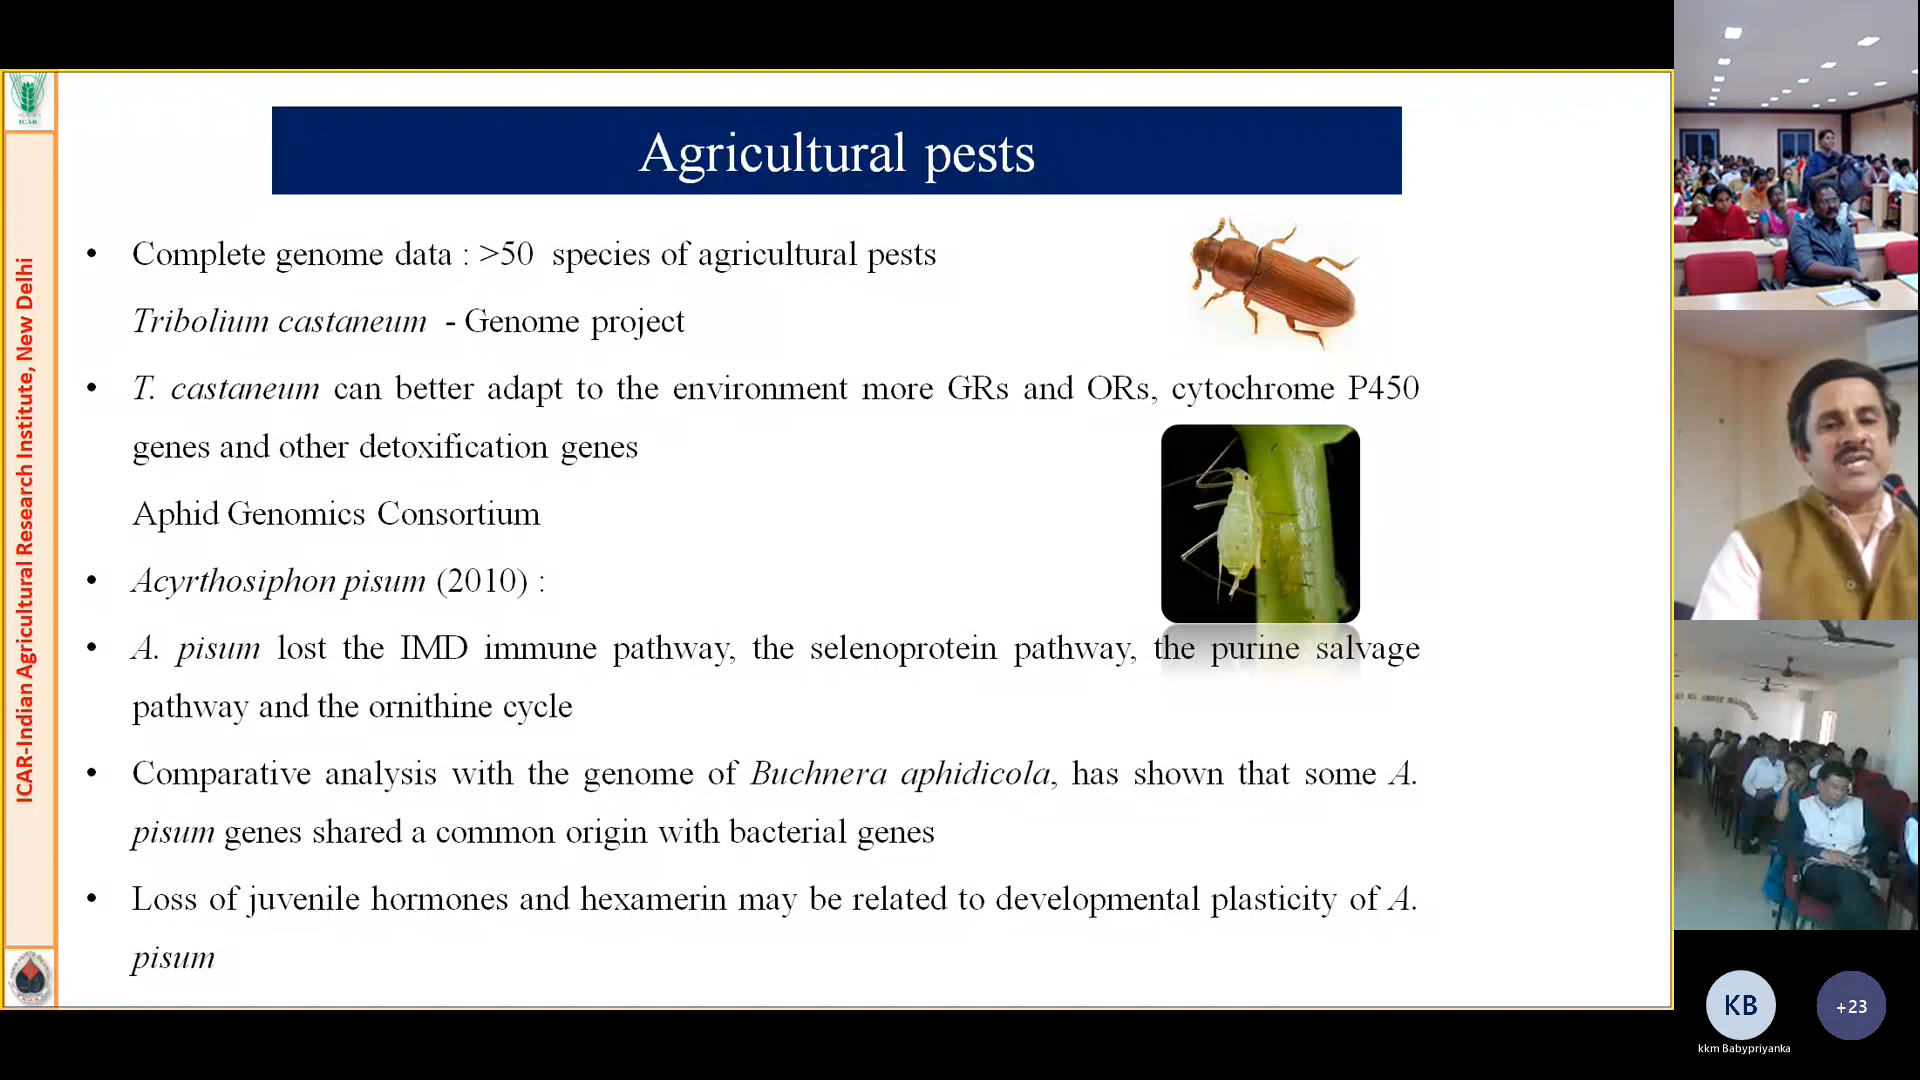 ICAR
ICAR-Indian Agricultural Research Institute, New Delhi
Agricultural pests
• Complete genome data : >50 species of agricultural pests
Tribolium castaneum - Genome project
• T. castaneum can better adapt to the environment more GRs and ORs, cytochrome P450
genes and other detoxification genes
Aphid Genomics Consortium
• Acyrthosiphon pisum (2010) :
• A. pisum lost the IMD immune pathway, the selenoprotein pathway, the purine salvage
pathway and the ornithine cycle
• Comparative analysis with the genome of Buchnera aphidicola, has shown that some A.
pisum genes shared a common origin with bacterial genes
• Loss of juvenile hormones and hexamerin may be related to developmental plasticity of A.
pisum
KB
+23
kkm Babypriyanka